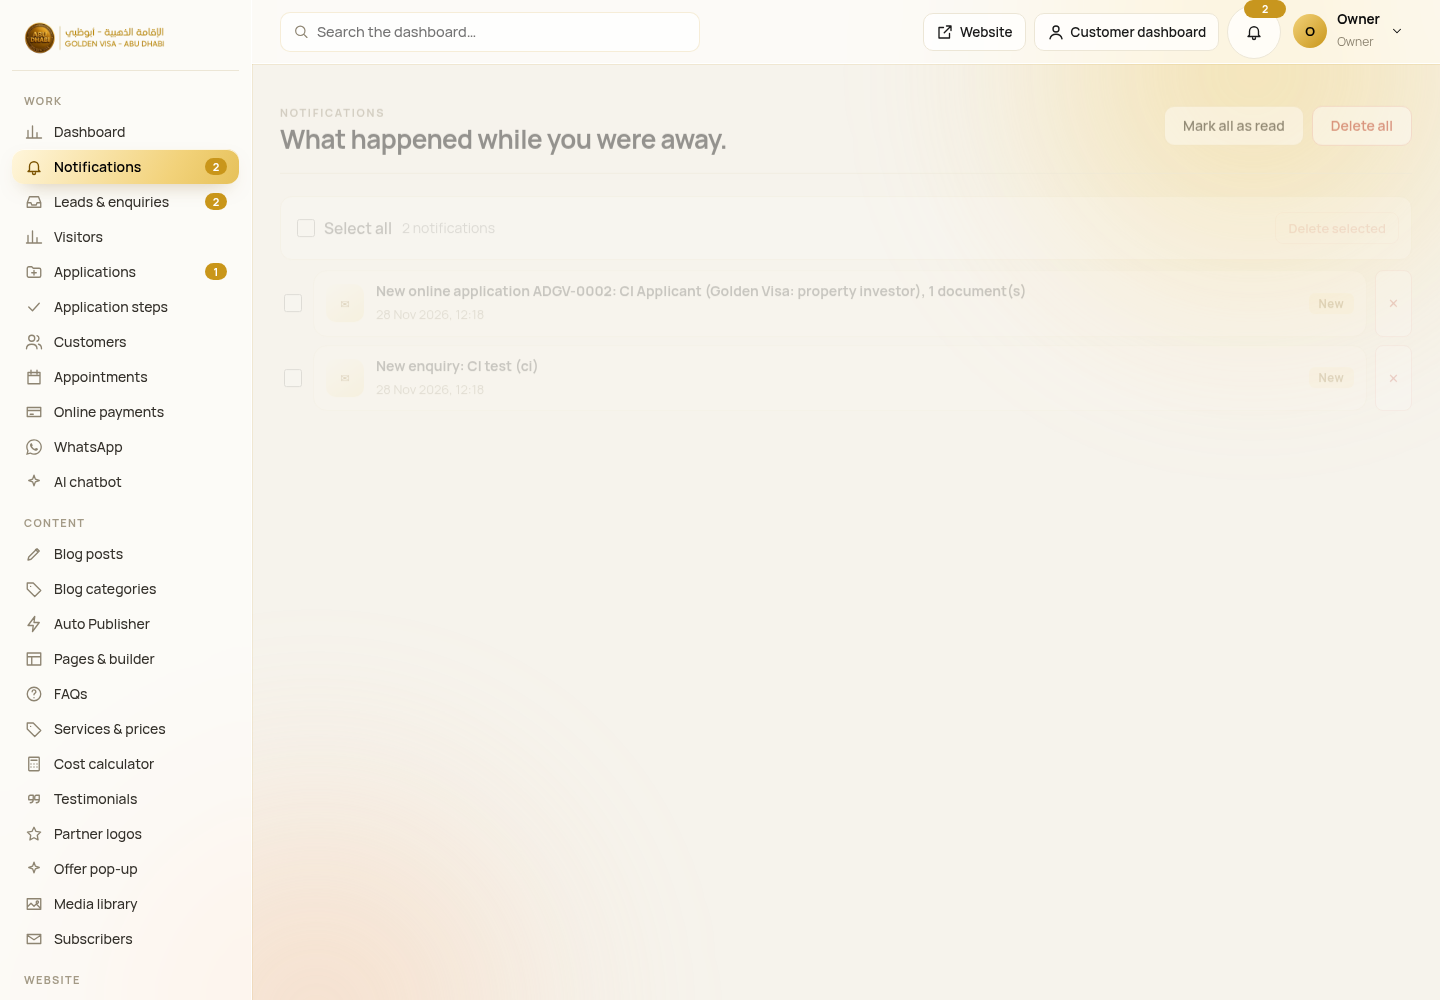 الإقامة الذهبية - ابوظبي
ABU DHABI
GOLDEN VISA - ABU DHABI
Search the dashboard...
Website
Customer dashboard
2
O
Owner
Owner
WORK
Dashboard
Notifications 2
Leads & enquiries 2
Visitors
Applications 1
Application steps
Customers
Appointments
Online payments
WhatsApp
AI chatbot
CONTENT
Blog posts
Blog categories
Auto Publisher
Pages & builder
FAQs
Services & prices
Cost calculator
Testimonials
Partner logos
Offer pop-up
Media library
Subscribers
WEBSITE
NOTIFICATIONS
What happened while you were away.
Mark all as read
Delete all
Select all 2 notifications
Delete selected
New online application ADGV-0002: CI Applicant (Golden Visa: property investor), 1 document(s)
28 Nov 2026, 12:18
New
×
New enquiry: CI test (ci)
28 Nov 2026, 12:18
New
×